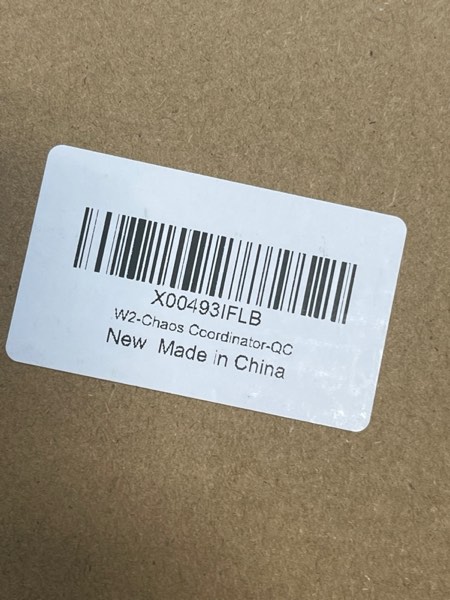 X00493IFLB
W2-Chaos Coordinator-QC
New Made in China